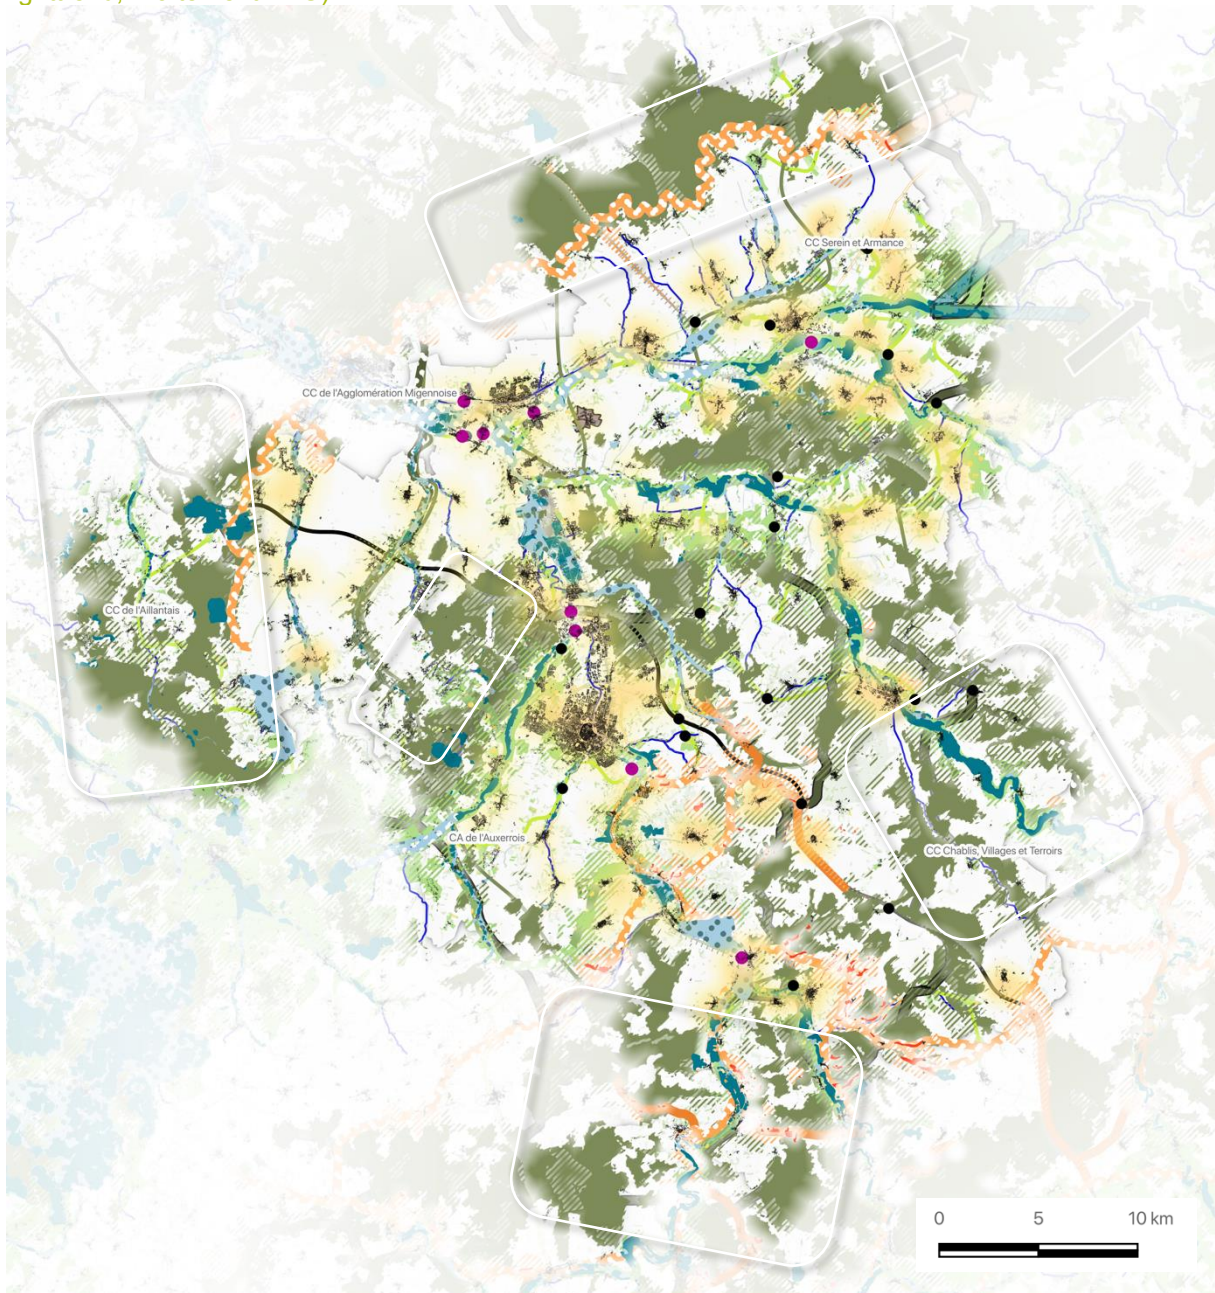 CC Serein et Armance
CC de l'Agglomération Migennoise
CC de l'Aillantais
CA de l'Auxerrois
CC Chablis, Villages et Terroirs
0 5 10 km